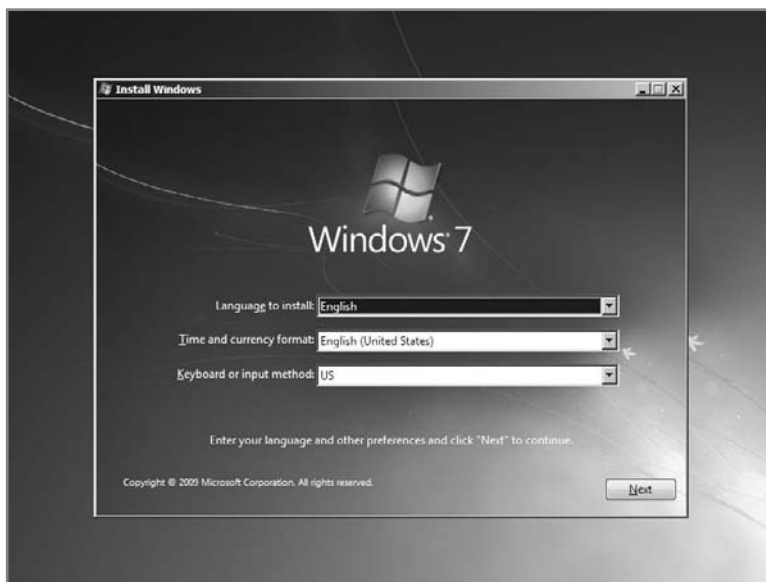 Install Windows
Windows 7
Language to install: English
Time and currency format: English (United States)
Keyboard or input method: US
Enter your language and other preferences and click "Next" to continue.
Copyright © 2009 Microsoft Corporation. All rights reserved.
Next